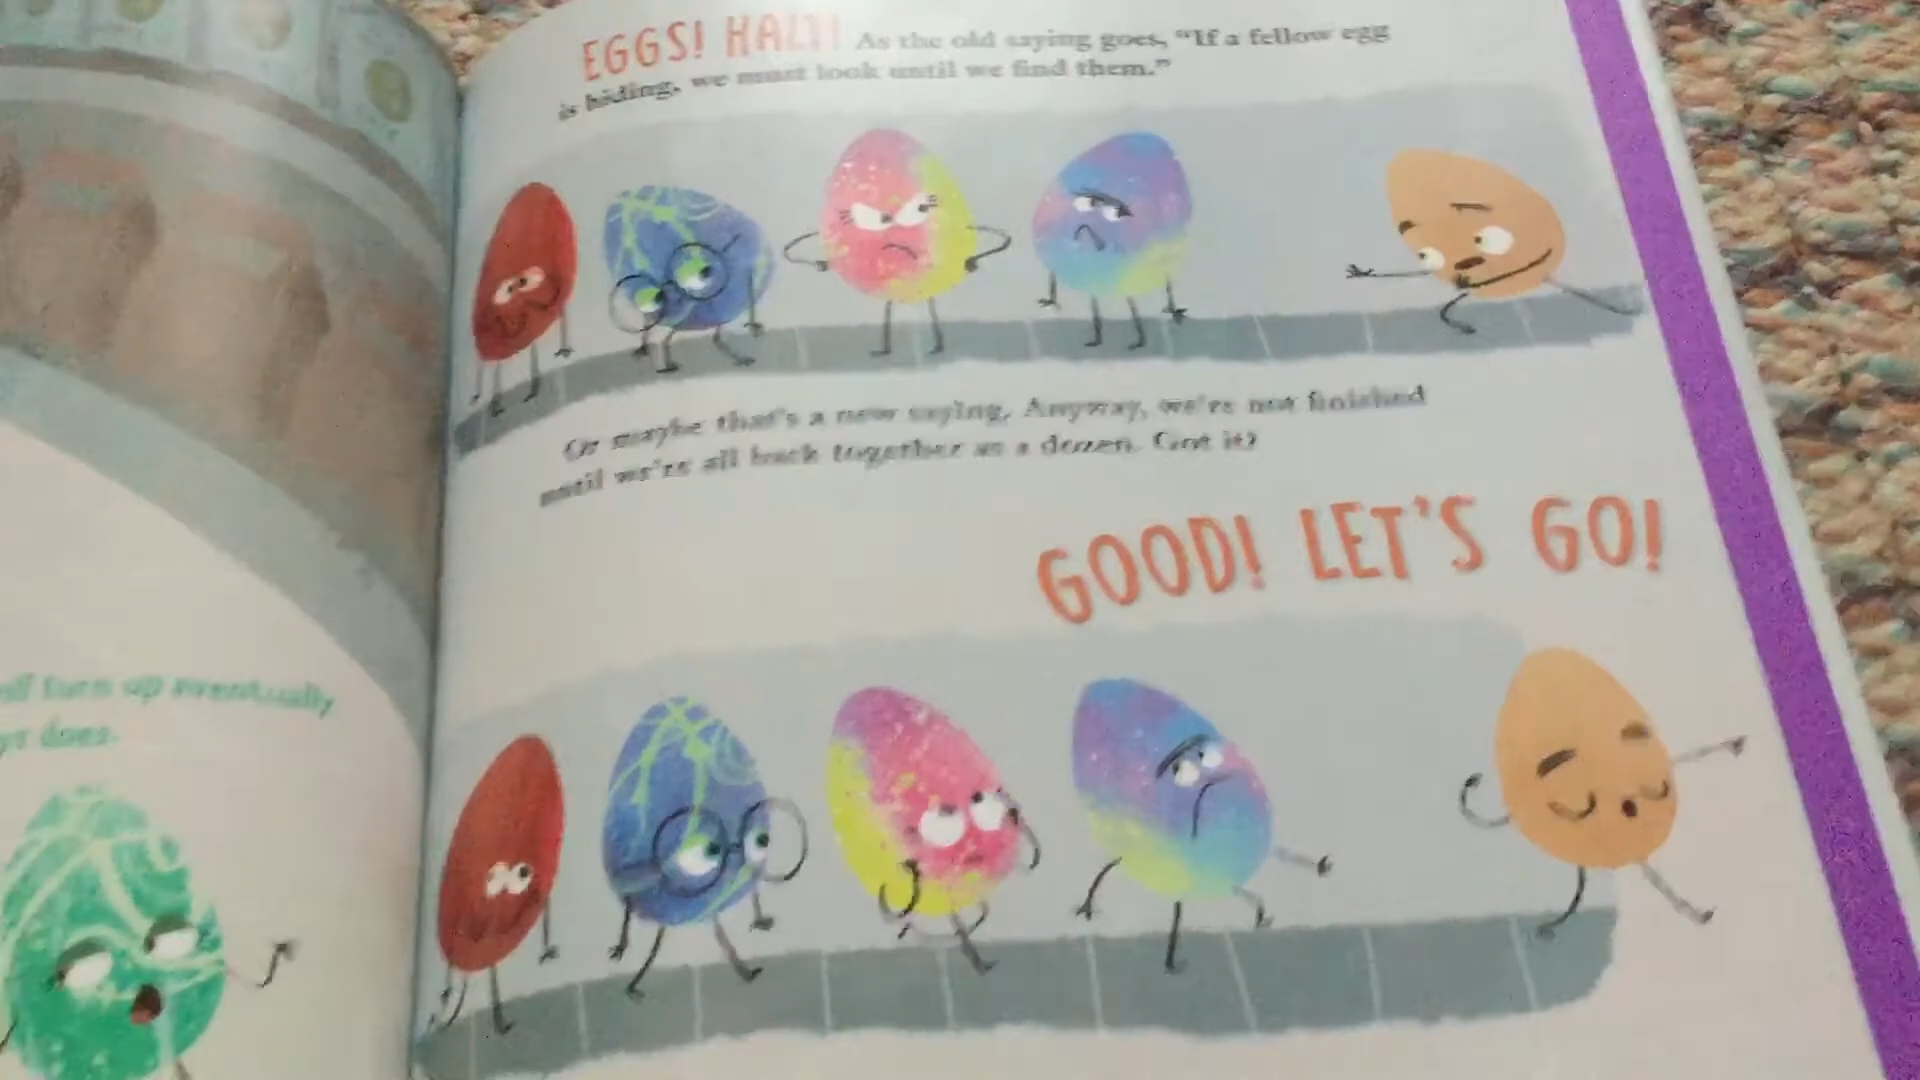 turn up eventually
does.
EGGS! HALT! As the old saying goes, "If a fellow egg
is hiding, we must look until we find them."
Or maybe that's a new saying. Anyway, we're not finished
until we're all back together as a dozen. Got it?
GOOD! LET'S GO!